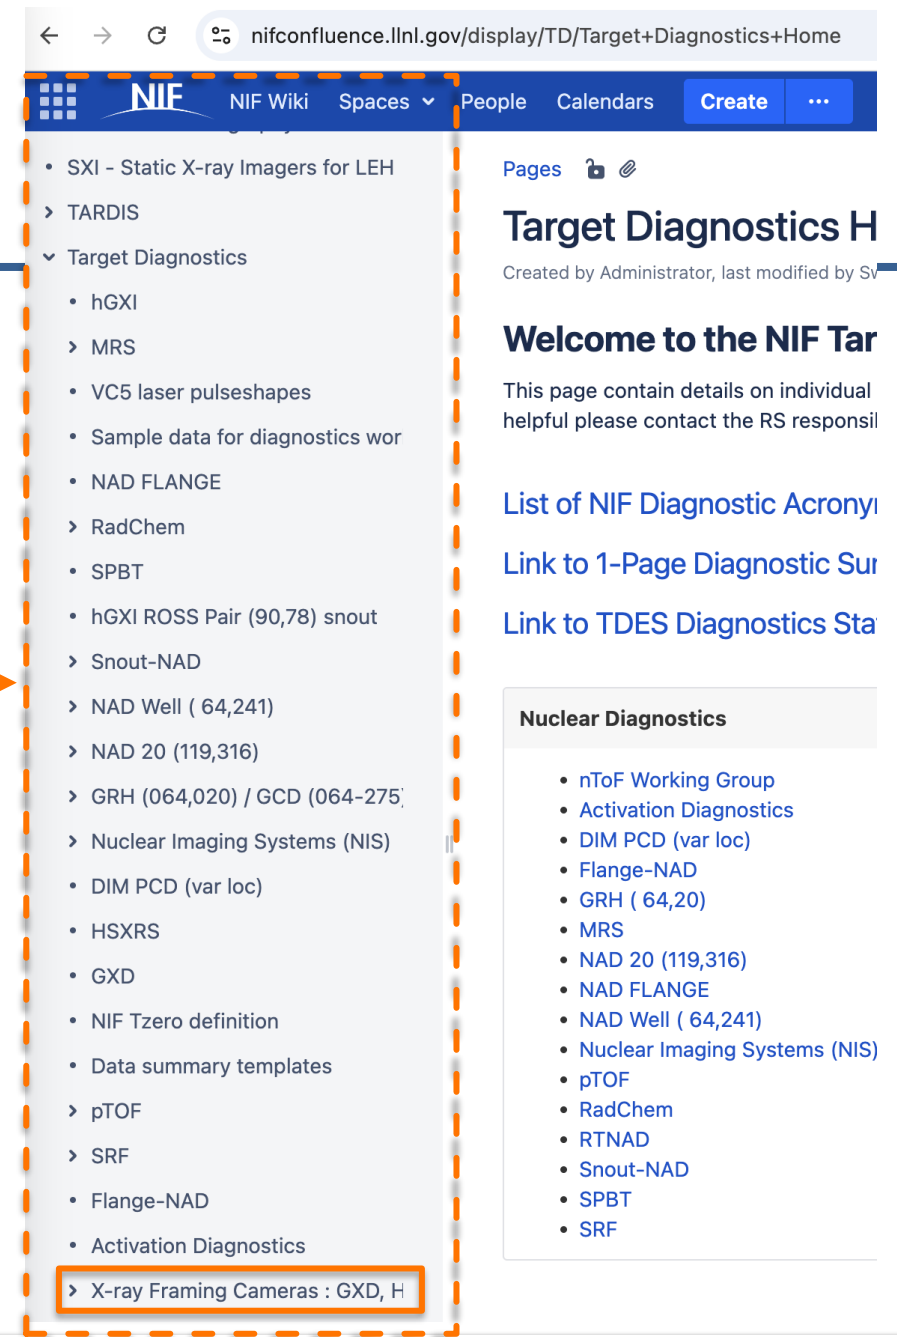 nifconfluence.llnl.gov/display/TD/Target+Diagnostics+Home
NIF NIF Wiki Spaces People Calendars Create ...
• SXI - Static X-ray Imagers for LEH
TARDIS
Target Diagnostics
• hGXI
MRS
• VC5 laser pulseshapes
• Sample data for diagnostics wor
• NAD FLANGE
RadChem
• SPBT
• hGXI ROSS Pair (90,78) snout
Snout-NAD
NAD Well ( 64,241)
NAD 20 (119,316)
GRH (064,020) / GCD (064-275)
Nuclear Imaging Systems (NIS)
• DIM PCD (var loc)
• HSXRS
• GXD
• NIF Tzero definition
• Data summary templates
pTOF
SRF
• Flange-NAD
• Activation Diagnostics
X-ray Framing Cameras : GXD, H
Pages
Target Diagnostics H
Created by Administrator, last modified by Sw
Welcome to the NIF Tar
This page contain details on individual
helpful please contact the RS responsi
List of NIF Diagnostic Acrony
Link to 1-Page Diagnostic Su
Link to TDES Diagnostics Sta
Nuclear Diagnostics
• nToF Working Group
• Activation Diagnostics
• DIM PCD (var loc)
• Flange-NAD
• GRH ( 64,20)
• MRS
• NAD 20 (119,316)
• NAD FLANGE
• NAD Well ( 64,241)
• Nuclear Imaging Systems (NIS)
• pTOF
• RadChem
• RTNAD
• Snout-NAD
• SPBT
• SRF